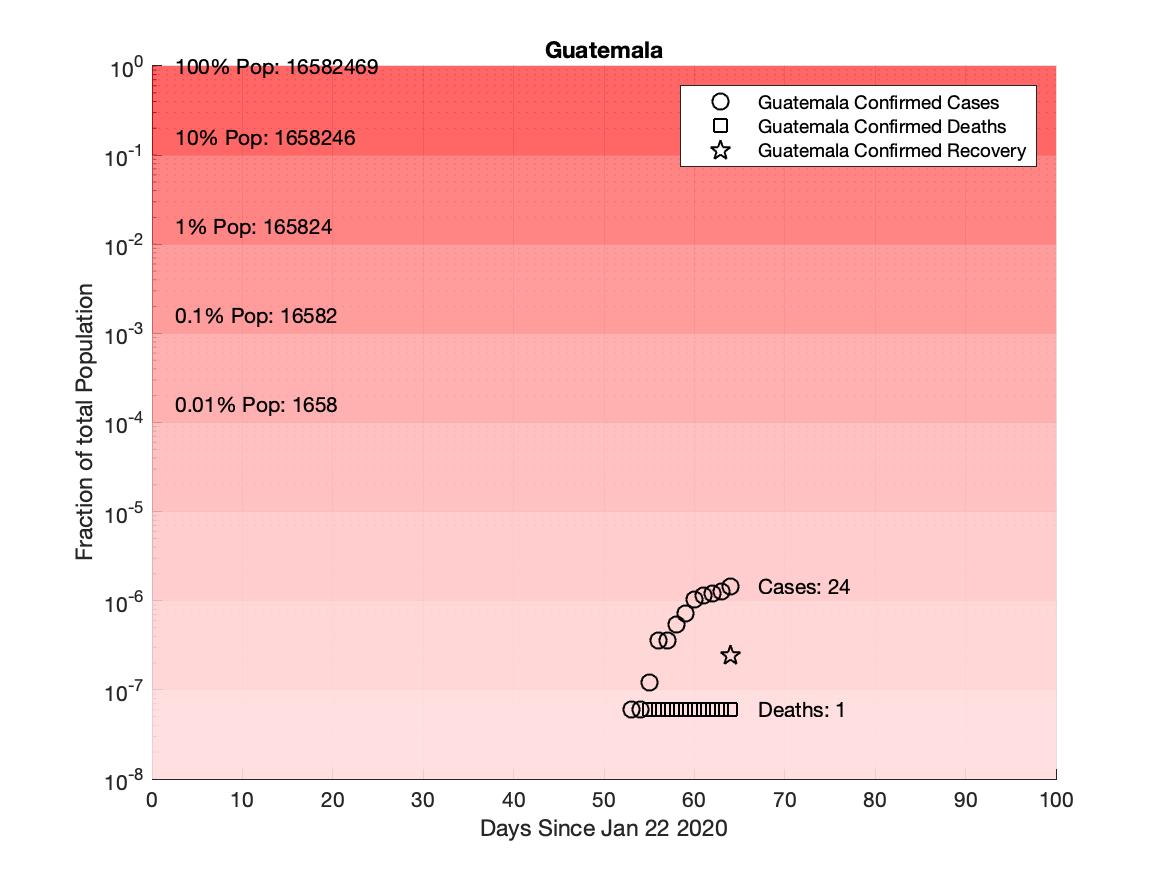 Guatemala
10^0
10^-1
10^-2
10^-3
10^-4
10^-5
10^-6
10^-7
10^-8
Fraction of total Population
100% Pop: 16582469
10% Pop: 1658246
1% Pop: 165824
0.1% Pop: 16582
0.01% Pop: 1658
Guatemala Confirmed Cases
Guatemala Confirmed Deaths
Guatemala Confirmed Recovery
Cases: 24
Deaths: 1
0 10 20 30 40 50 60 70 80 90 100
Days Since Jan 22 2020